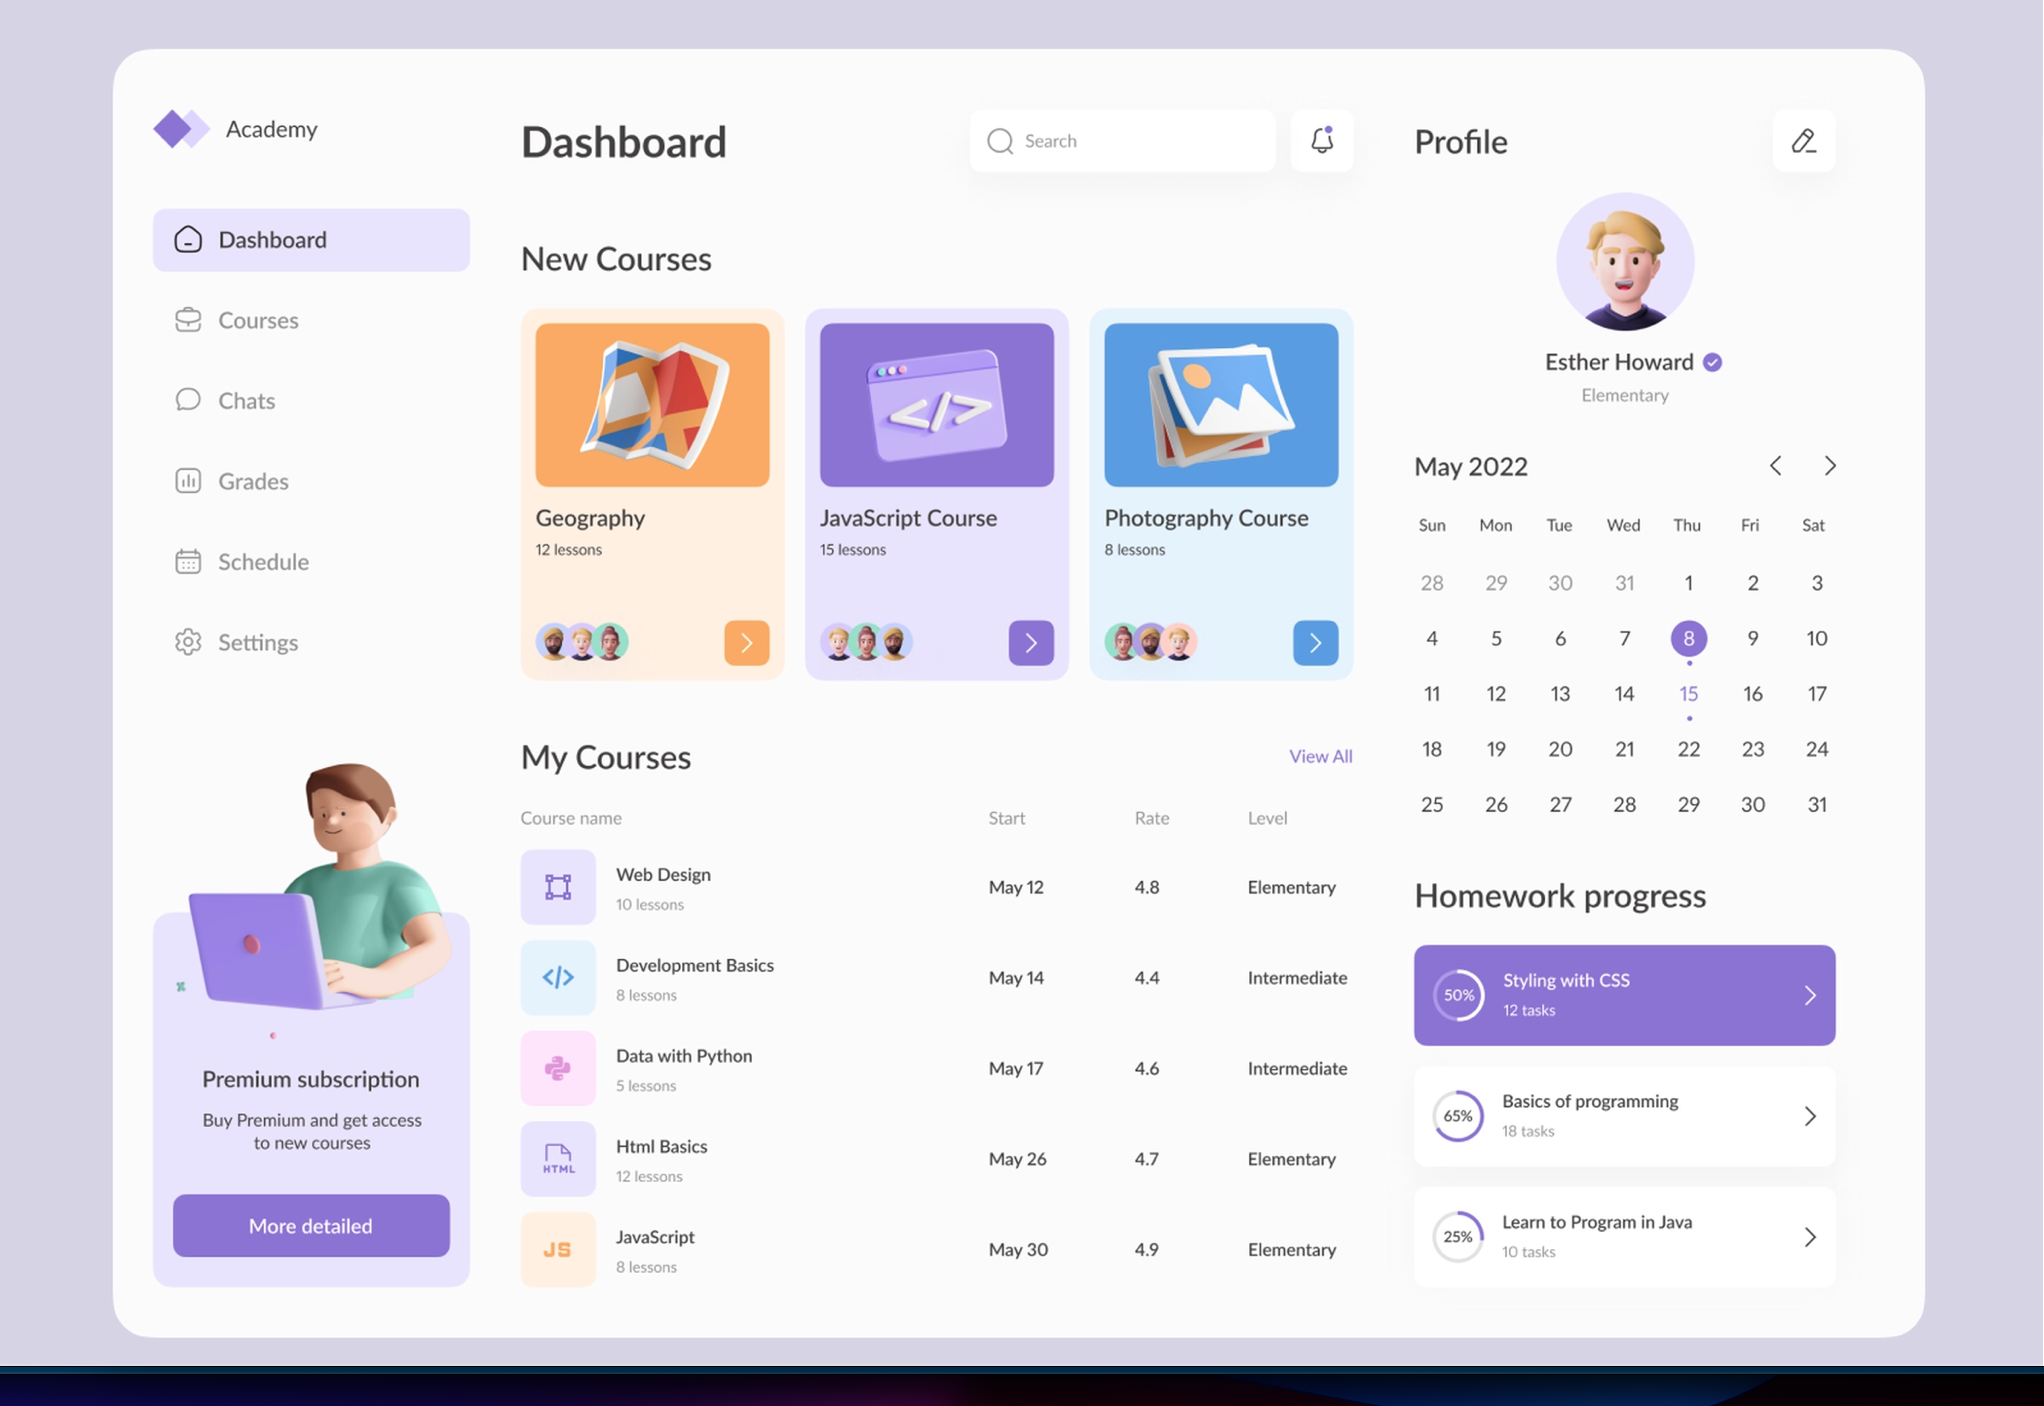 Academy
Dashboard
Courses
Chats
Grades
Schedule
Settings
Premium subscription
Buy Premium and get access
to new courses
More detailed
Dashboard
Search
New Courses
Geography
12 lessons
JavaScript Course
15 lessons
Photography Course
8 lessons
My Courses
View All
Course name Start Rate Level
Web Design
10 lessons
May 12 4.8 Elementary
</>
Development Basics
8 lessons
May 14 4.4 Intermediate
Data with Python
5 lessons
May 17 4.6 Intermediate
HTML
Html Basics
12 lessons
May 26 4.7 Elementary
JS
JavaScript
8 lessons
May 30 4.9 Elementary
Profile
Esther Howard
Elementary
May 2022
Sun Mon Tue Wed Thu Fri Sat
28 29 30 31 1 2 3
4 5 6 7 8 9 10
11 12 13 14 15 16 17
18 19 20 21 22 23 24
25 26 27 28 29 30 31
Homework progress
50%
Styling with CSS
12 tasks
65%
Basics of programming
18 tasks
25%
Learn to Program in Java
10 tasks